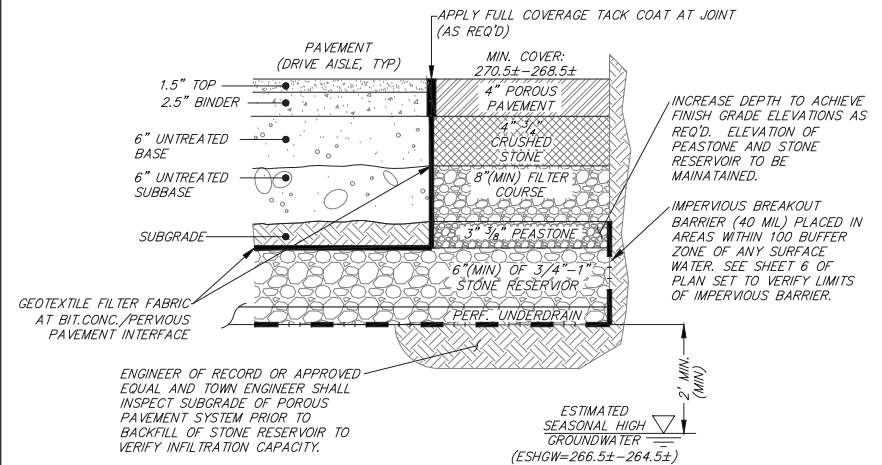 APPLY FULL COVERAGE TACK COAT AT JOINT
(AS REQ'D)
PAVEMENT
(DRIVE AISLE, TYP)
MIN. COVER:
270.5±-268.5±
1.5" TOP
2.5" BINDER
6" UNTREATED
BASE
6" UNTREATED
SUBBASE
SUBGRADE
4" POROUS
PAVEMENT
4" 3/4"
CRUSHED
STONE
8"(MIN) FILTER
COURSE
3" 3/8" PEASTONE
6"(MIN) OF 3/4"-1"
STONE RESERVIOR
PERF. UNDERDRAIN
INCREASE DEPTH TO ACHIEVE
FINISH GRADE ELEVATIONS AS
REQ'D. ELEVATION OF
PEASTONE AND STONE
RESERVOIR TO BE
MAINATAINED.
IMPERVIOUS BREAKOUT
BARRIER (40 MIL) PLACED IN
AREAS WITHIN 100 BUFFER
ZONE OF ANY SURFACE
WATER. SEE SHEET 6 OF
PLAN SET TO VERIFY LIMITS
OF IMPERVIOUS BARRIER.
GEOTEXTILE FILTER FABRIC
AT BIT.CONC./PERVIOUS
PAVEMENT INTERFACE
ENGINEER OF RECORD OR APPROVED
EQUAL AND TOWN ENGINEER SHALL
INSPECT SUBGRADE OF POROUS
PAVEMENT SYSTEM PRIOR TO
BACKFILL OF STONE RESERVOIR TO
VERIFY INFILTRATION CAPACITY.
2' MIN.
(MIN)
ESTIMATED
SEASONAL HIGH
GROUNDWATER
(ESHGW=266.5±-264.5±)